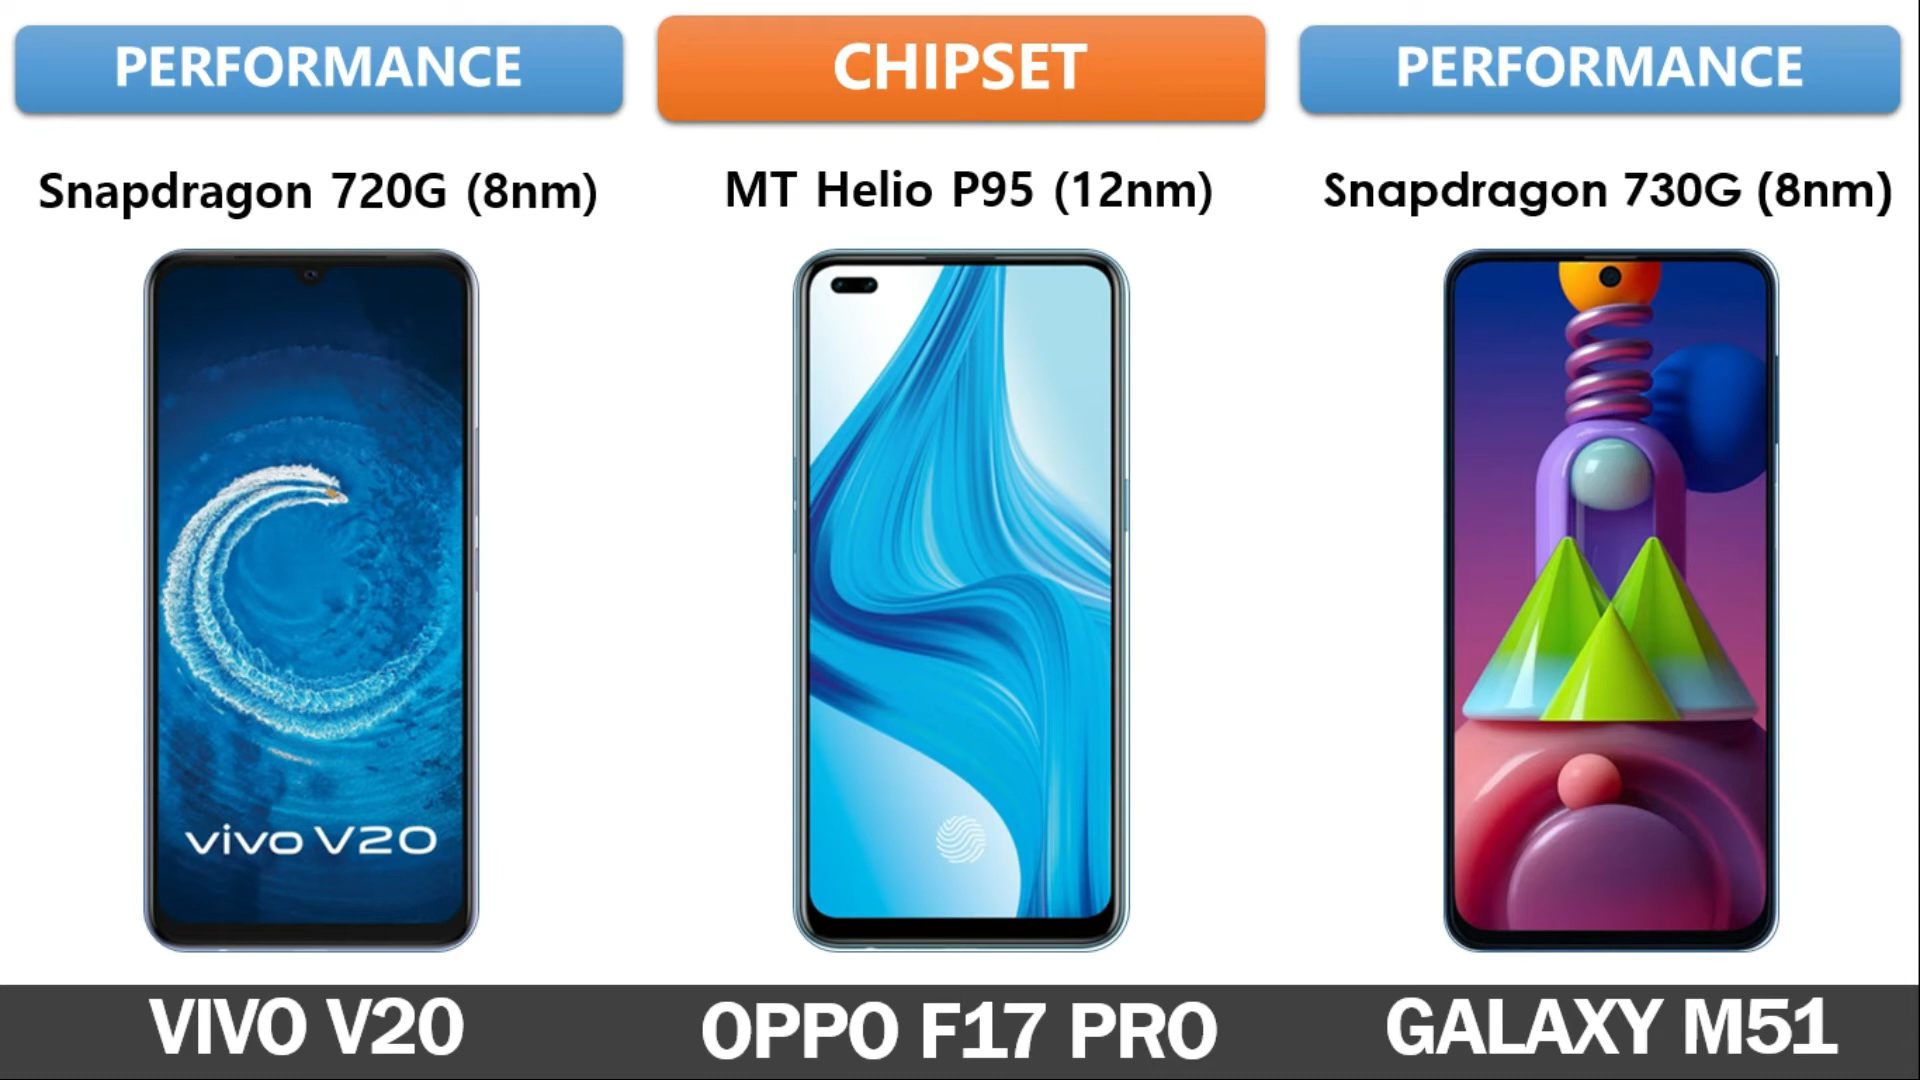 PERFORMANCE
CHIPSET
PERFORMANCE
Snapdragon 720G (8nm)
MT Helio P95 (12nm)
Snapdragon 730G (8nm)
vivo V20
VIVO V20
OPPO F17 PRO
GALAXY M51